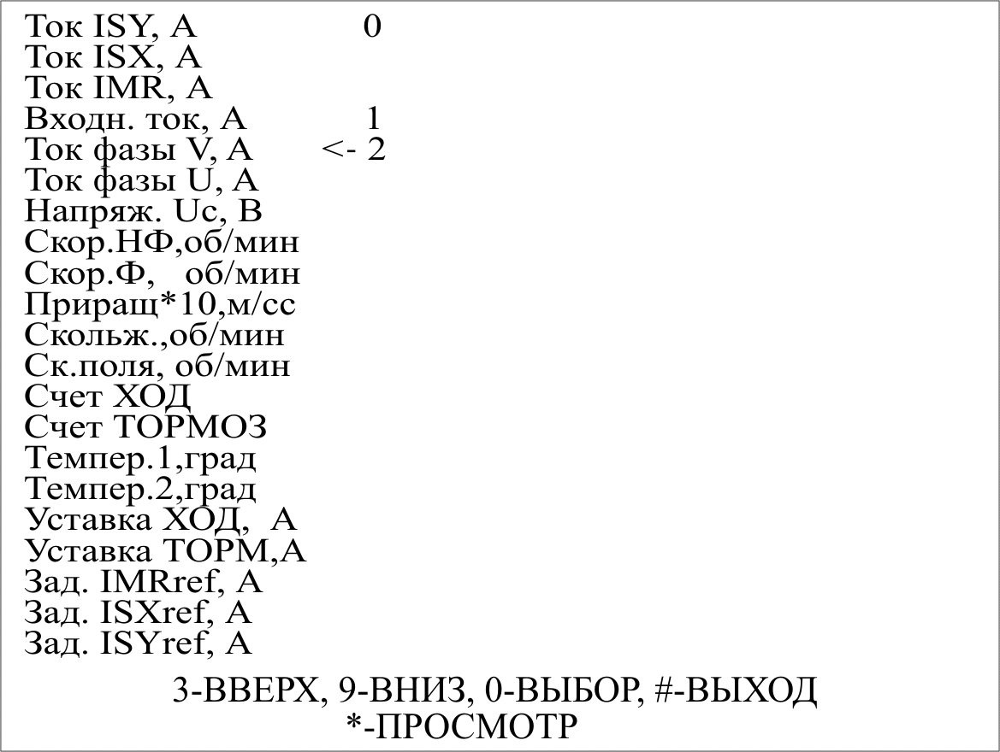 Ток ISY, А 0
Ток ISX, А
Ток IMR, А
Входн. ток, А 1
Ток фазы V, А <- 2
Ток фазы U, А
Напряж. Uc, В
Скор.НФ,об/мин
Скор.Ф, об/мин
Приращ*10,м/сс
Скольж.,об/мин
Ск.поля, об/мин
Счет ХОД
Счет ТОРМОЗ
Темпер.1,град
Темпер.2,град
Уставка ХОД, А
Уставка ТОРМ,А
Зад. IMRref, А
Зад. ISXref, А
Зад. ISYref, А
3-ВВЕРХ, 9-ВНИЗ, 0-ВЫБОР, #-ВЫХОД
*-ПРОСМОТР